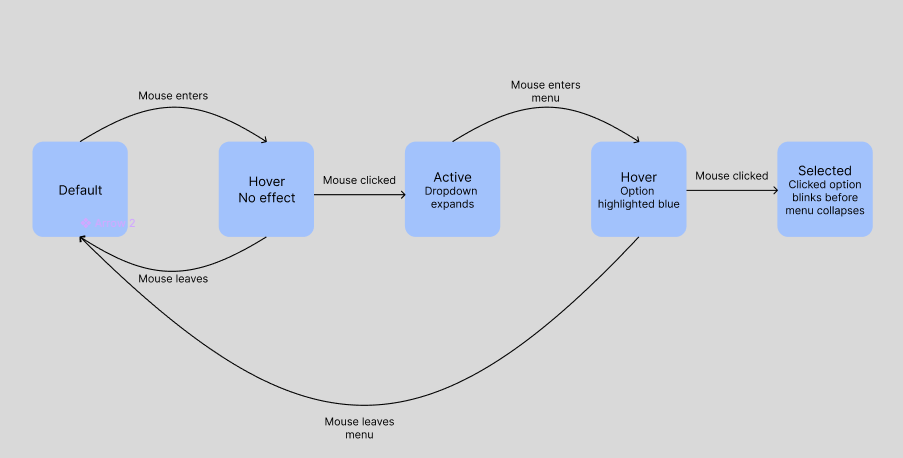 Mouse enters
Mouse enters
menu
Default
Hover
No effect
Mouse clicked
Active
Dropdown
expands
Hover
Option
highlighted blue
Mouse clicked
Selected
Clicked option
blinks before
menu collapses
2
Mouse leaves
Mouse leaves
menu